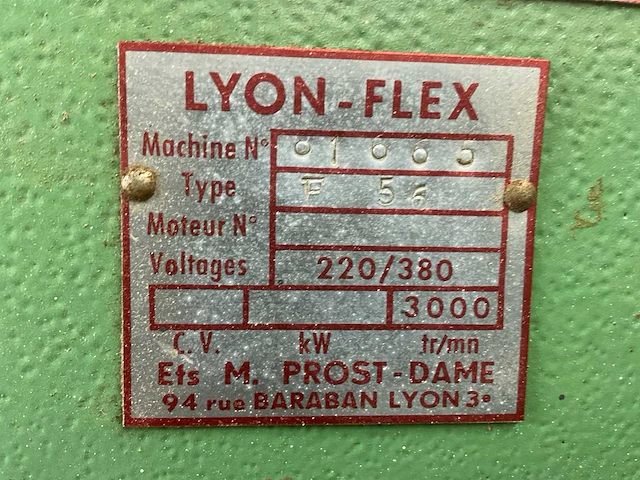 LYON-FLEX
Machine N°
Type
Moteur N°
Voltages 220/380
3000
C.V. kW tr/mn
Ets M. PROST-DAME
94 rue BARABAN LYON 3°